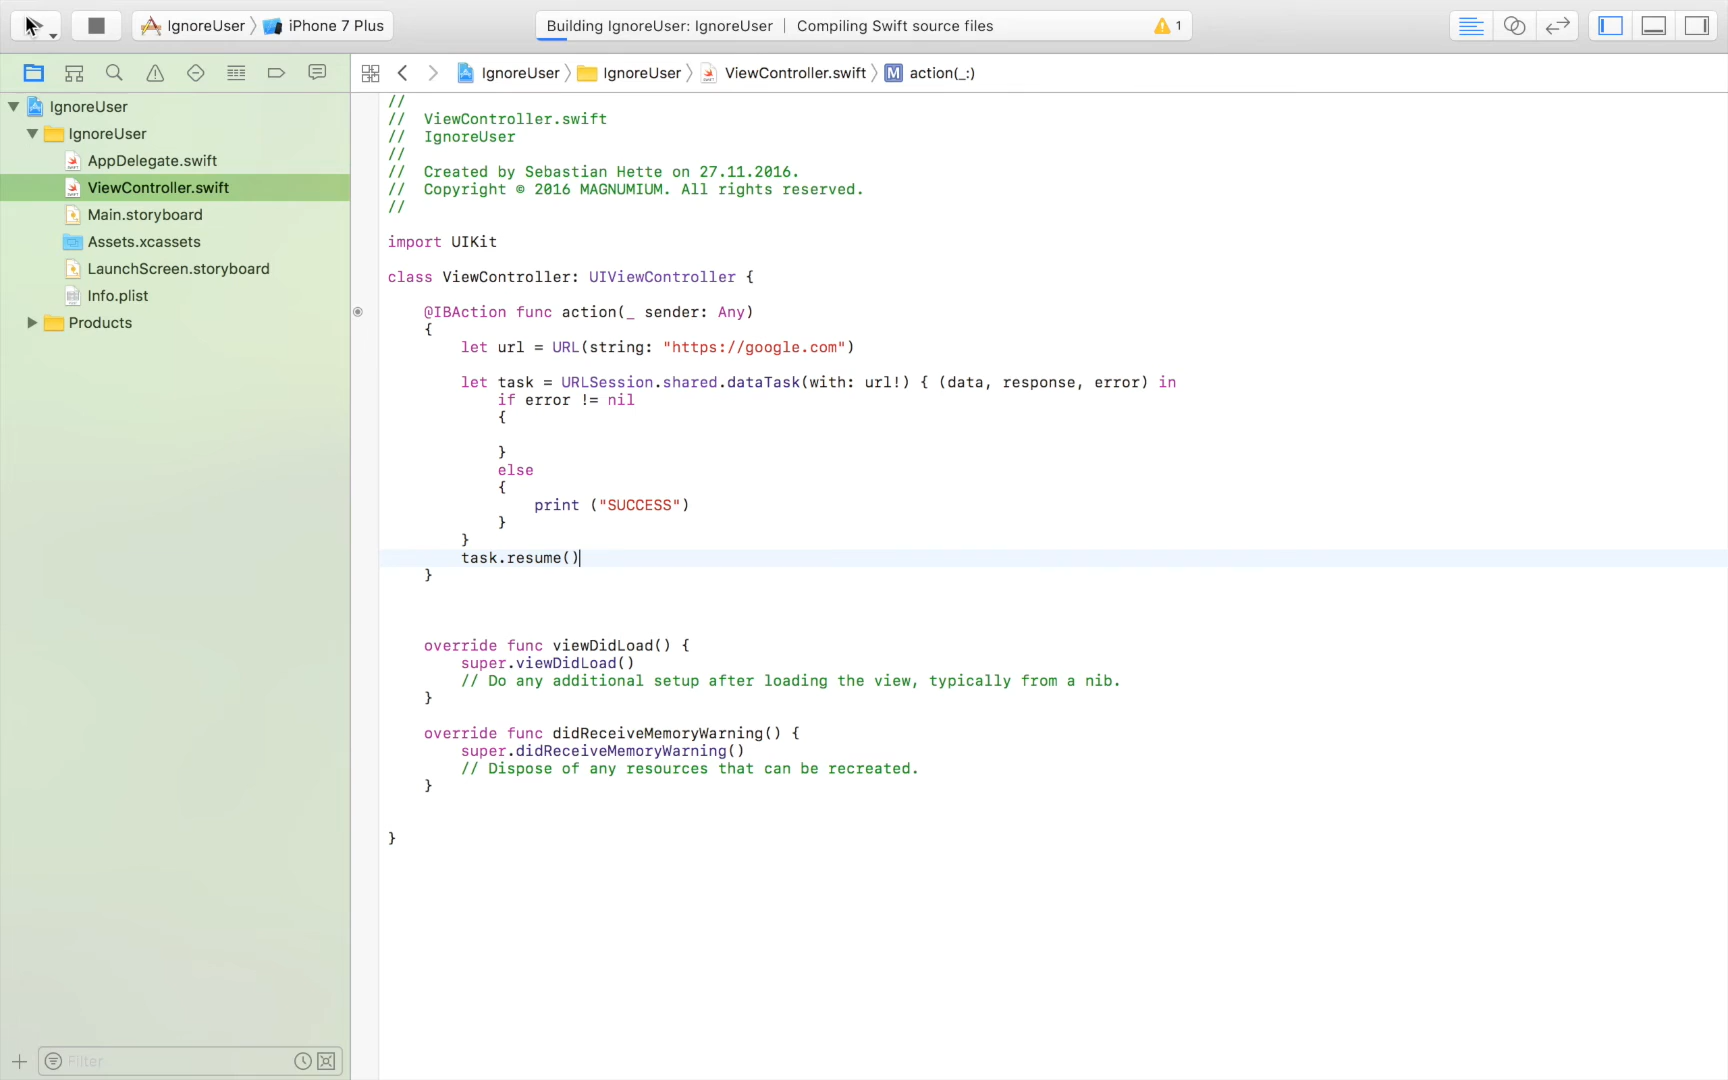 IgnoreUser iPhone 7 Plus
Building IgnoreUser: IgnoreUser | Compiling Swift source files 1
IgnoreUser IgnoreUser ViewController.swift M action(_:)
IgnoreUser
IgnoreUser
AppDelegate.swift
ViewController.swift
Main.storyboard
Assets.xcassets
LaunchScreen.storyboard
Info.plist
Products
Filter
//
// ViewController.swift
// IgnoreUser
//
// Created by Sebastian Hette on 27.11.2016.
// Copyright © 2016 MAGNUMIUM. All rights reserved.
//
import UIKit
class ViewController: UIViewController {
@IBAction func action(_ sender: Any)
{
let url = URL(string: "https://google.com")
let task = URLSession.shared.dataTask(with: url!) { (data, response, error) in
if error != nil
{
}
else
{
print ("SUCCESS")
}
}
task.resume()
}
override func viewDidLoad() {
super.viewDidLoad()
// Do any additional setup after loading the view, typically from a nib.
}
override func didReceiveMemoryWarning() {
super.didReceiveMemoryWarning()
// Dispose of any resources that can be recreated.
}
}